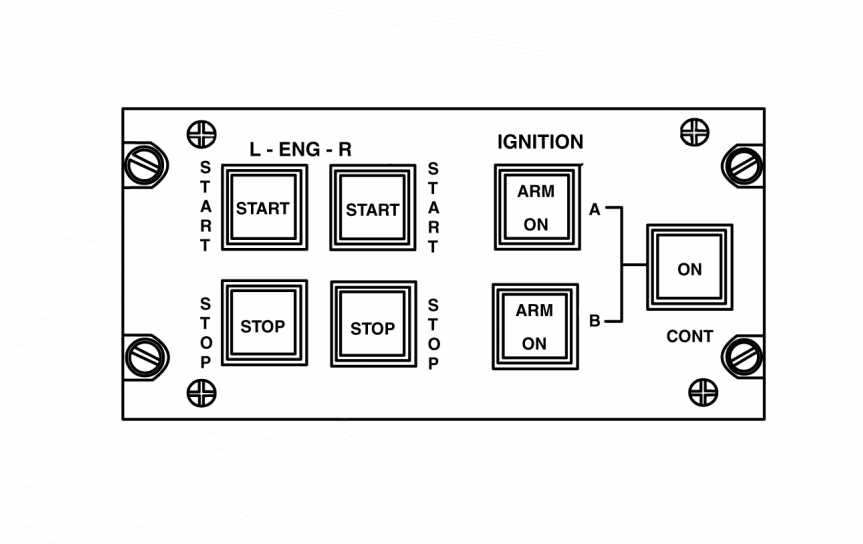 L - ENG - R
START
START
START
START
STOP
STOP
STOP
STOP
IGNITION
ARM
ON
A
ARM
ON
B
ON
CONT